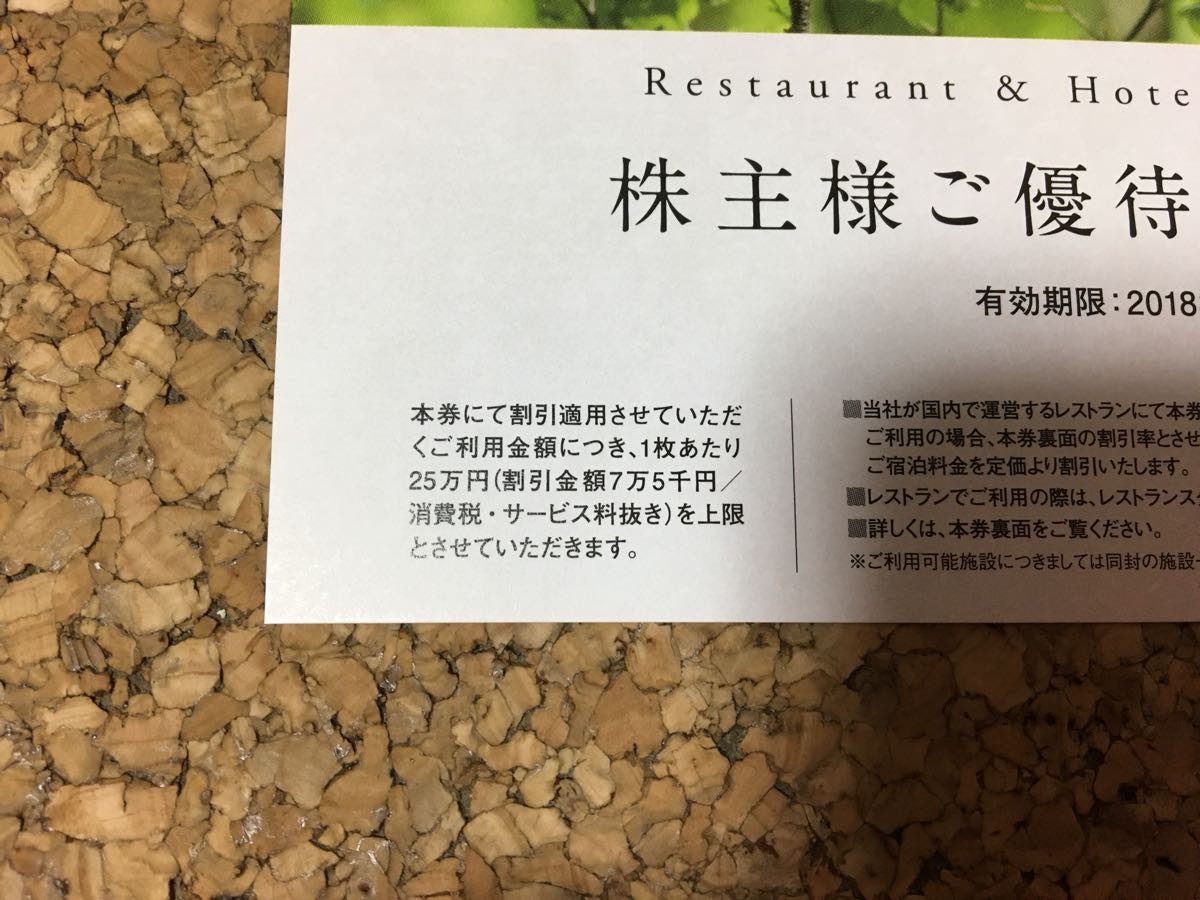 Restaurant & Hote
株主様ご優待
有効期限：2018
本券にて割引適用させていただ
くご利用金額につき、1枚あたり
25万円（割引金額7万5千円／
消費税・サービス料抜き）を上限
とさせていただきます。
■当社が国内で運営するレストランにて本券
ご利用の場合、本券裏面の割引率とさせ
ご宿泊料金を定価より割引いたします。
■レストランでご利用の際は、レストランス
■詳しくは、本券裏面をご覧ください。
※ご利用可能施設につきましては同封の施設